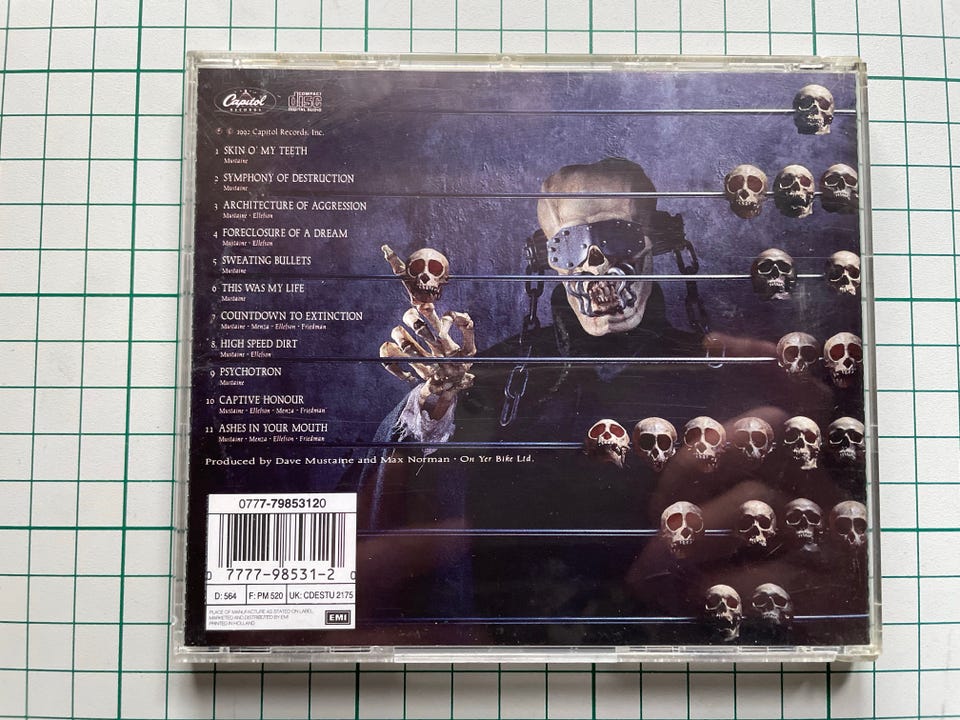 Capitol
RECORDS
COMPACT
disc
DIGITAL AUDIO
℗ © 1992 Capitol Records, Inc.
1 SKIN O' MY TEETH
Mustaine
2 SYMPHONY OF DESTRUCTION
Mustaine
3 ARCHITECTURE OF AGGRESSION
Mustaine · Ellefson
4 FORECLOSURE OF A DREAM
Mustaine · Ellefson
5 SWEATING BULLETS
Mustaine
6 THIS WAS MY LIFE
Mustaine
7 COUNTDOWN TO EXTINCTION
Mustaine · Menza · Ellefson · Friedman
8 HIGH SPEED DIRT
Mustaine · Ellefson
9 PSYCHOTRON
Mustaine
10 CAPTIVE HONOUR
Mustaine · Ellefson · Menza · Friedman
11 ASHES IN YOUR MOUTH
Mustaine · Menza · Ellefson · Friedman
Produced by Dave Mustaine and Max Norman · On Yer Bike Ltd.
0777-79853120
0 7777-98531-2 0
D: 564 F: PM 520 UK: CDESTU 2175
PLACE OF MANUFACTURE AS STATED ON LABEL.
MARKETED AND DISTRIBUTED BY EMI
PRINTED IN HOLLAND
EMI